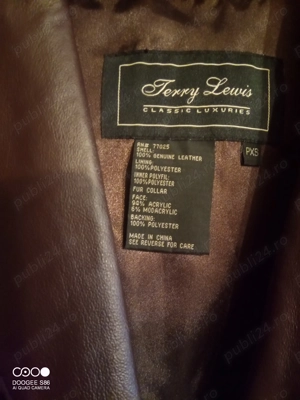 Terry Lewis
CLASSIC LUXURIES
PXS
RN# 77025
SHELL:
100% GENUINE LEATHER
LINING:
100%POLYESTER
INNER POLYFIL:
100%POLYESTER
FUR COLLAR
FACE:
94% ACRYLIC
6% MODACRYLIC
BACKING:
100% POLYESTER
MADE IN CHINA
SEE REVERSE FOR CARE
DOOGEE S86
AI QUAD CAMERA